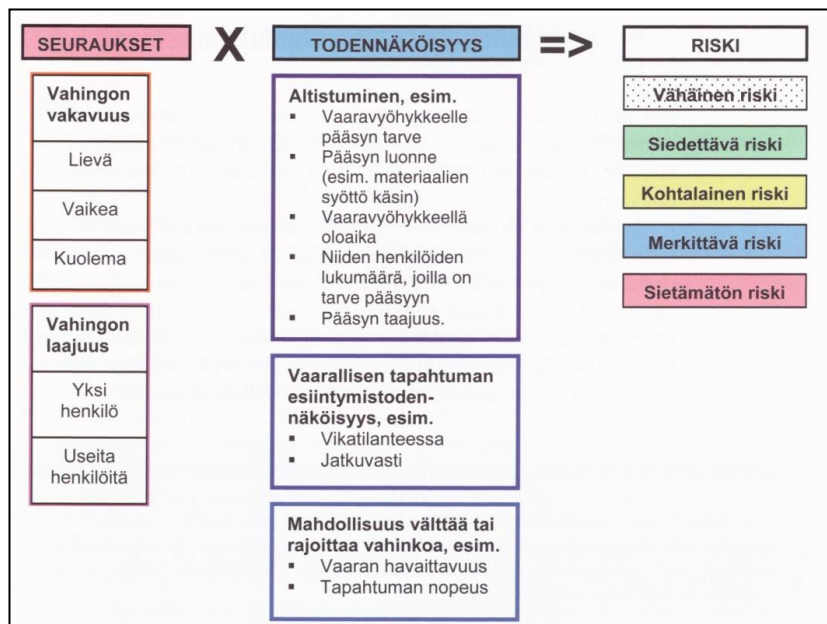 SEURAUKSET X TODENNÄKÖISYYS => RISKI
Vahingon
vakavuus
Lievä
Vaikea
Kuolema
Vahingon
laajuus
Yksi
henkilö
Useita
henkilöitä
Altistuminen, esim.
▪ Vaaravyöhykkeelle
pääsyn tarve
▪ Pääsyn luonne
(esim. materiaalien
syöttö käsin)
▪ Vaaravyöhykkeellä
oloaika
▪ Niiden henkilöiden
lukumäärä, joilla on
tarve pääsyyn
▪ Pääsyn taajuus.
Vaarallisen tapahtuman
esiintymistoden-
näköisyys, esim.
▪ Vikatilanteessa
▪ Jatkuvasti
Mahdollisuus välttää tai
rajoittaa vahinkoa, esim.
▪ Vaaran havaittavuus
▪ Tapahtuman nopeus
Vähäinen riski
Siedettävä riski
Kohtalainen riski
Merkittävä riski
Sietämätön riski